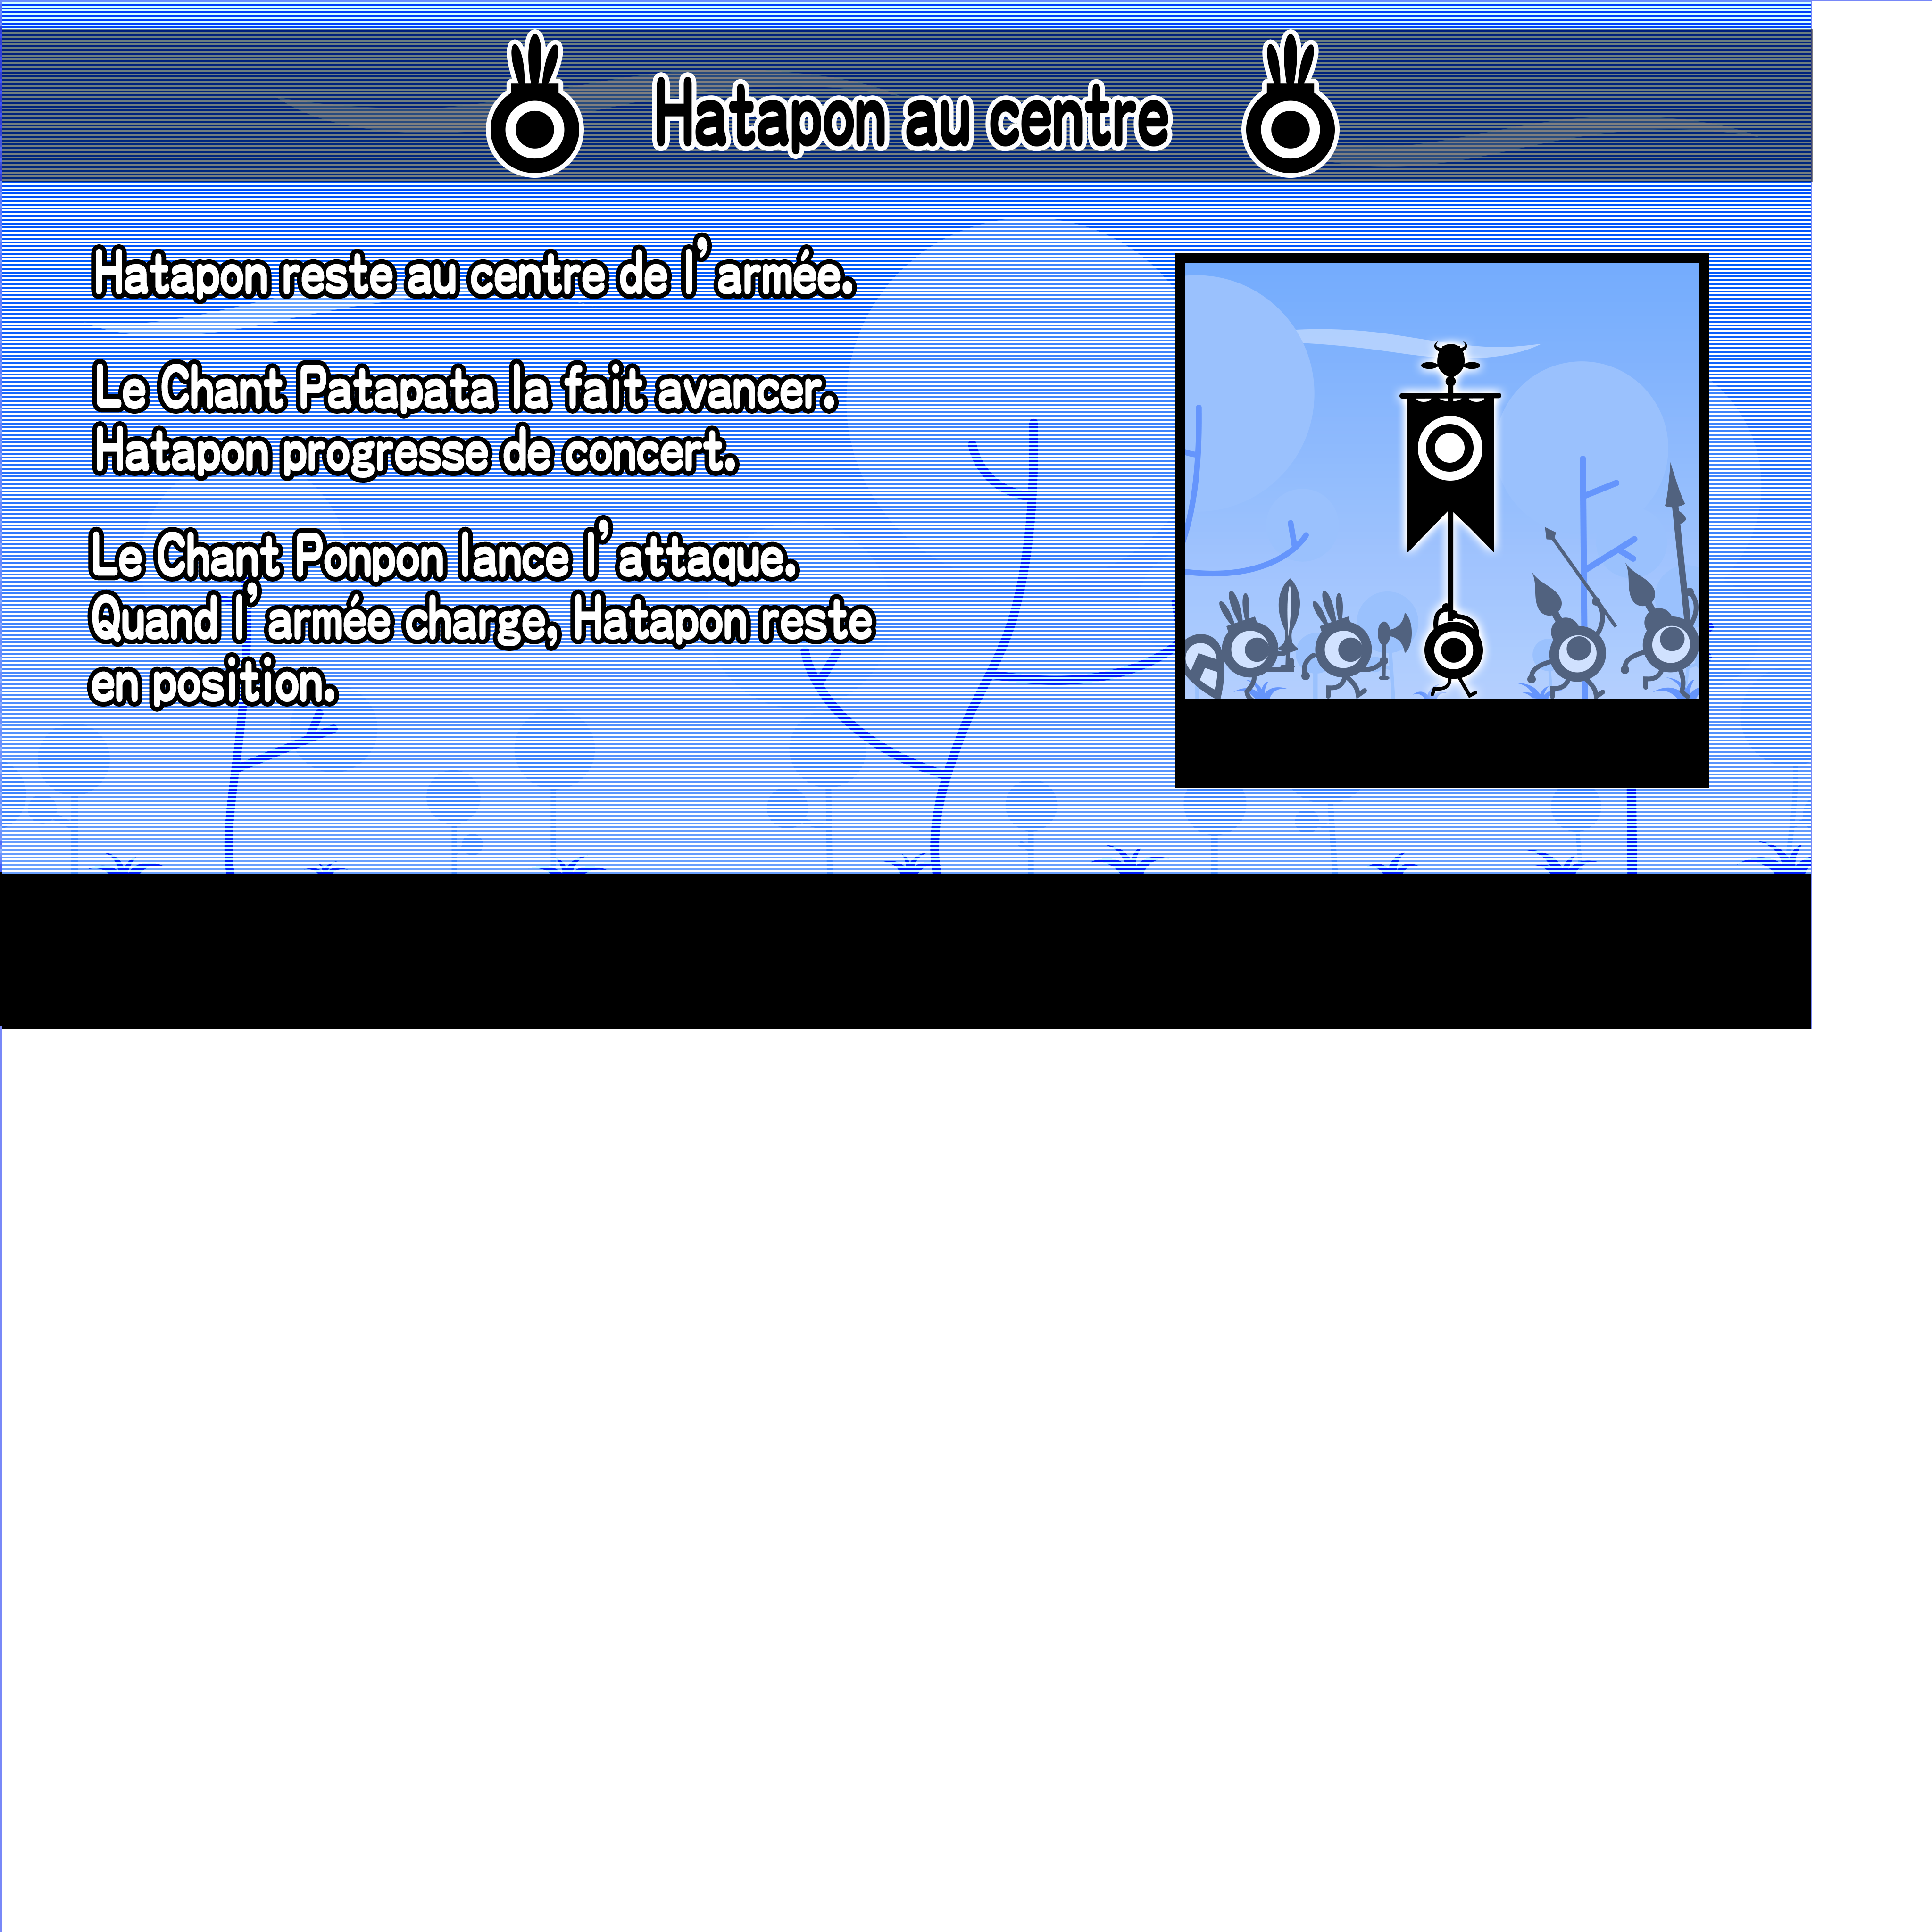 Hatapon au centre
Hatapon reste au centre de l'armée.
Le Chant Patapata la fait avancer.
Hatapon progresse de concert.
Le Chant Ponpon lance l'attaque.
Quand l'armée charge, Hatapon reste
en position.